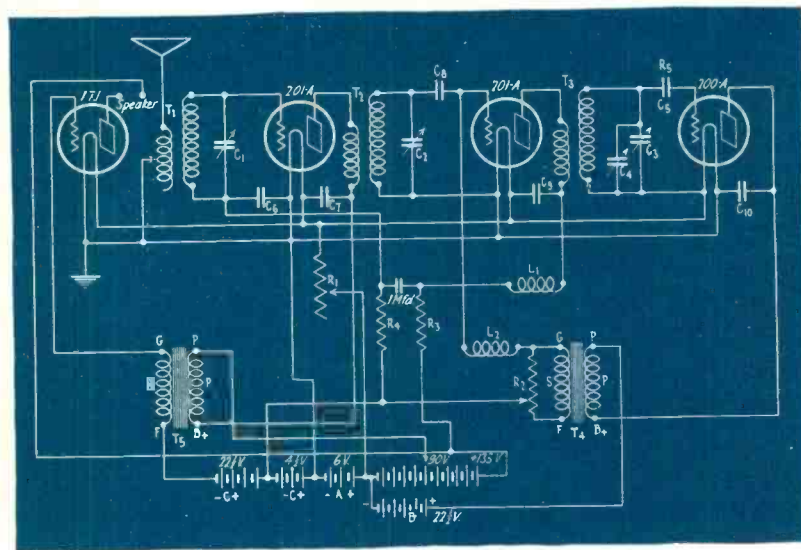 171
Speaker
T1
C1
201-A
T2
C2
C8
201-A
T3
C4
C3
R5
C5
200-A
C6
C7
C9
C10
R1
1Mfd
R4
R3
L1
L2
R2
G
P
P
F
B+
T5
G
P
S
P
F
B+
T4
22½V
-C+
4½V
-C+
6V.
-A+
+90V
+135V
-
B
+
22½V.